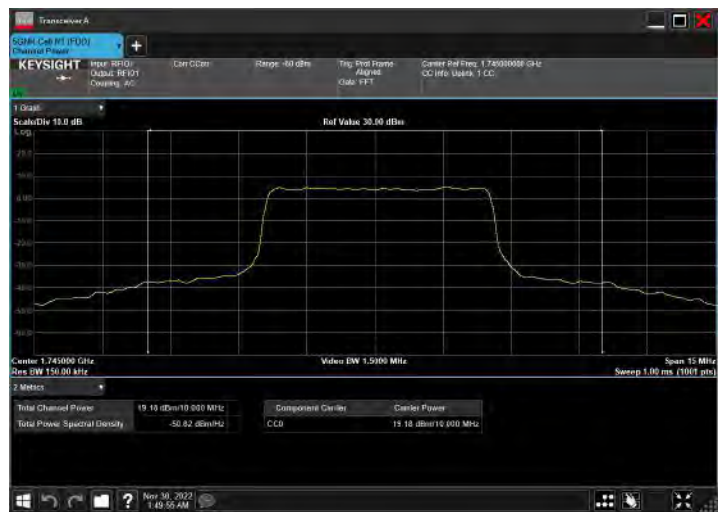 Transceiver A
5GNR-Cell N1 (FDD)
Channel Power
+
KEYSIGHT
Input: RFIO1
Output: RFIO1
Coupling: AC
Corr CCorr
Range: -60 dBm
Trig: Prdt Frame
Aligned
Gate: FFT
Carrier Ref Freq: 1.745000000 GHz
CC Info: Uplink, 1 CC
1 Graph
Scale/Div 10.0 dB
Ref Value 30.00 dBm
Log
Center 1.745000 GHz
Video BW 1.5000 MHz
Span 15 MHz
Res BW 150.00 kHz
Sweep 1.00 ms (1001 pts)
2 Metrics
Total Channel Power
19.18 dBm/10.000 MHz
Component Carrier
Carrier Power
Total Power Spectral Density
-50.82 dBm/Hz
CC0
19.18 dBm/10.000 MHz
?
Nov 30, 2022
1:49:55 AM